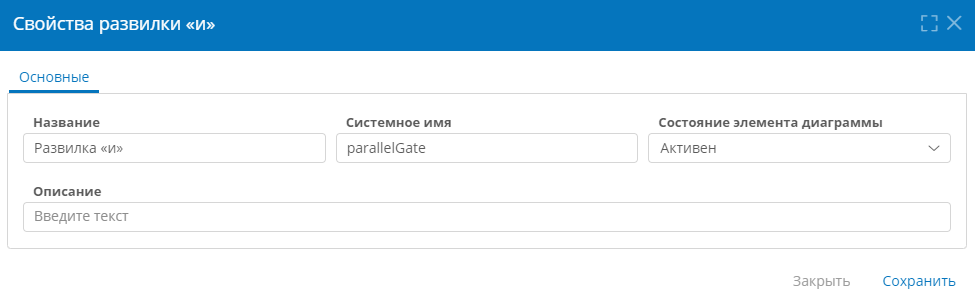 Свойства развилки «и»
Основные
Название Системное имя Состояние элемента диаграммы
Развилка «и» parallelGate Активен
Описание
Введите текст
Закрыть Сохранить